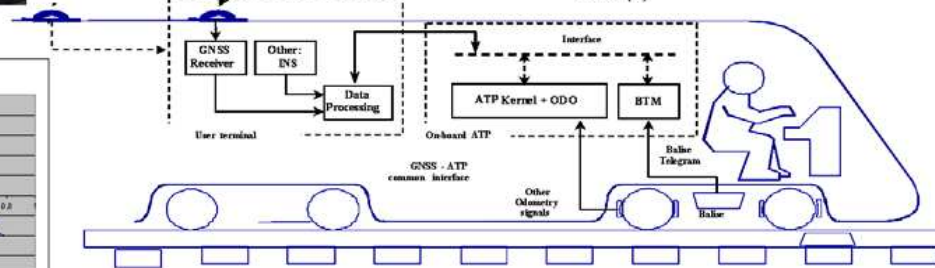 Interface
GNSS
Receiver
Other:
INS
Data
Processing
ATP Kernel + ODO
BTM
User terminal
On-board ATP
Balise
Telegram
GNSS - ATP
common interface
Other
Odometry
signals
Balise